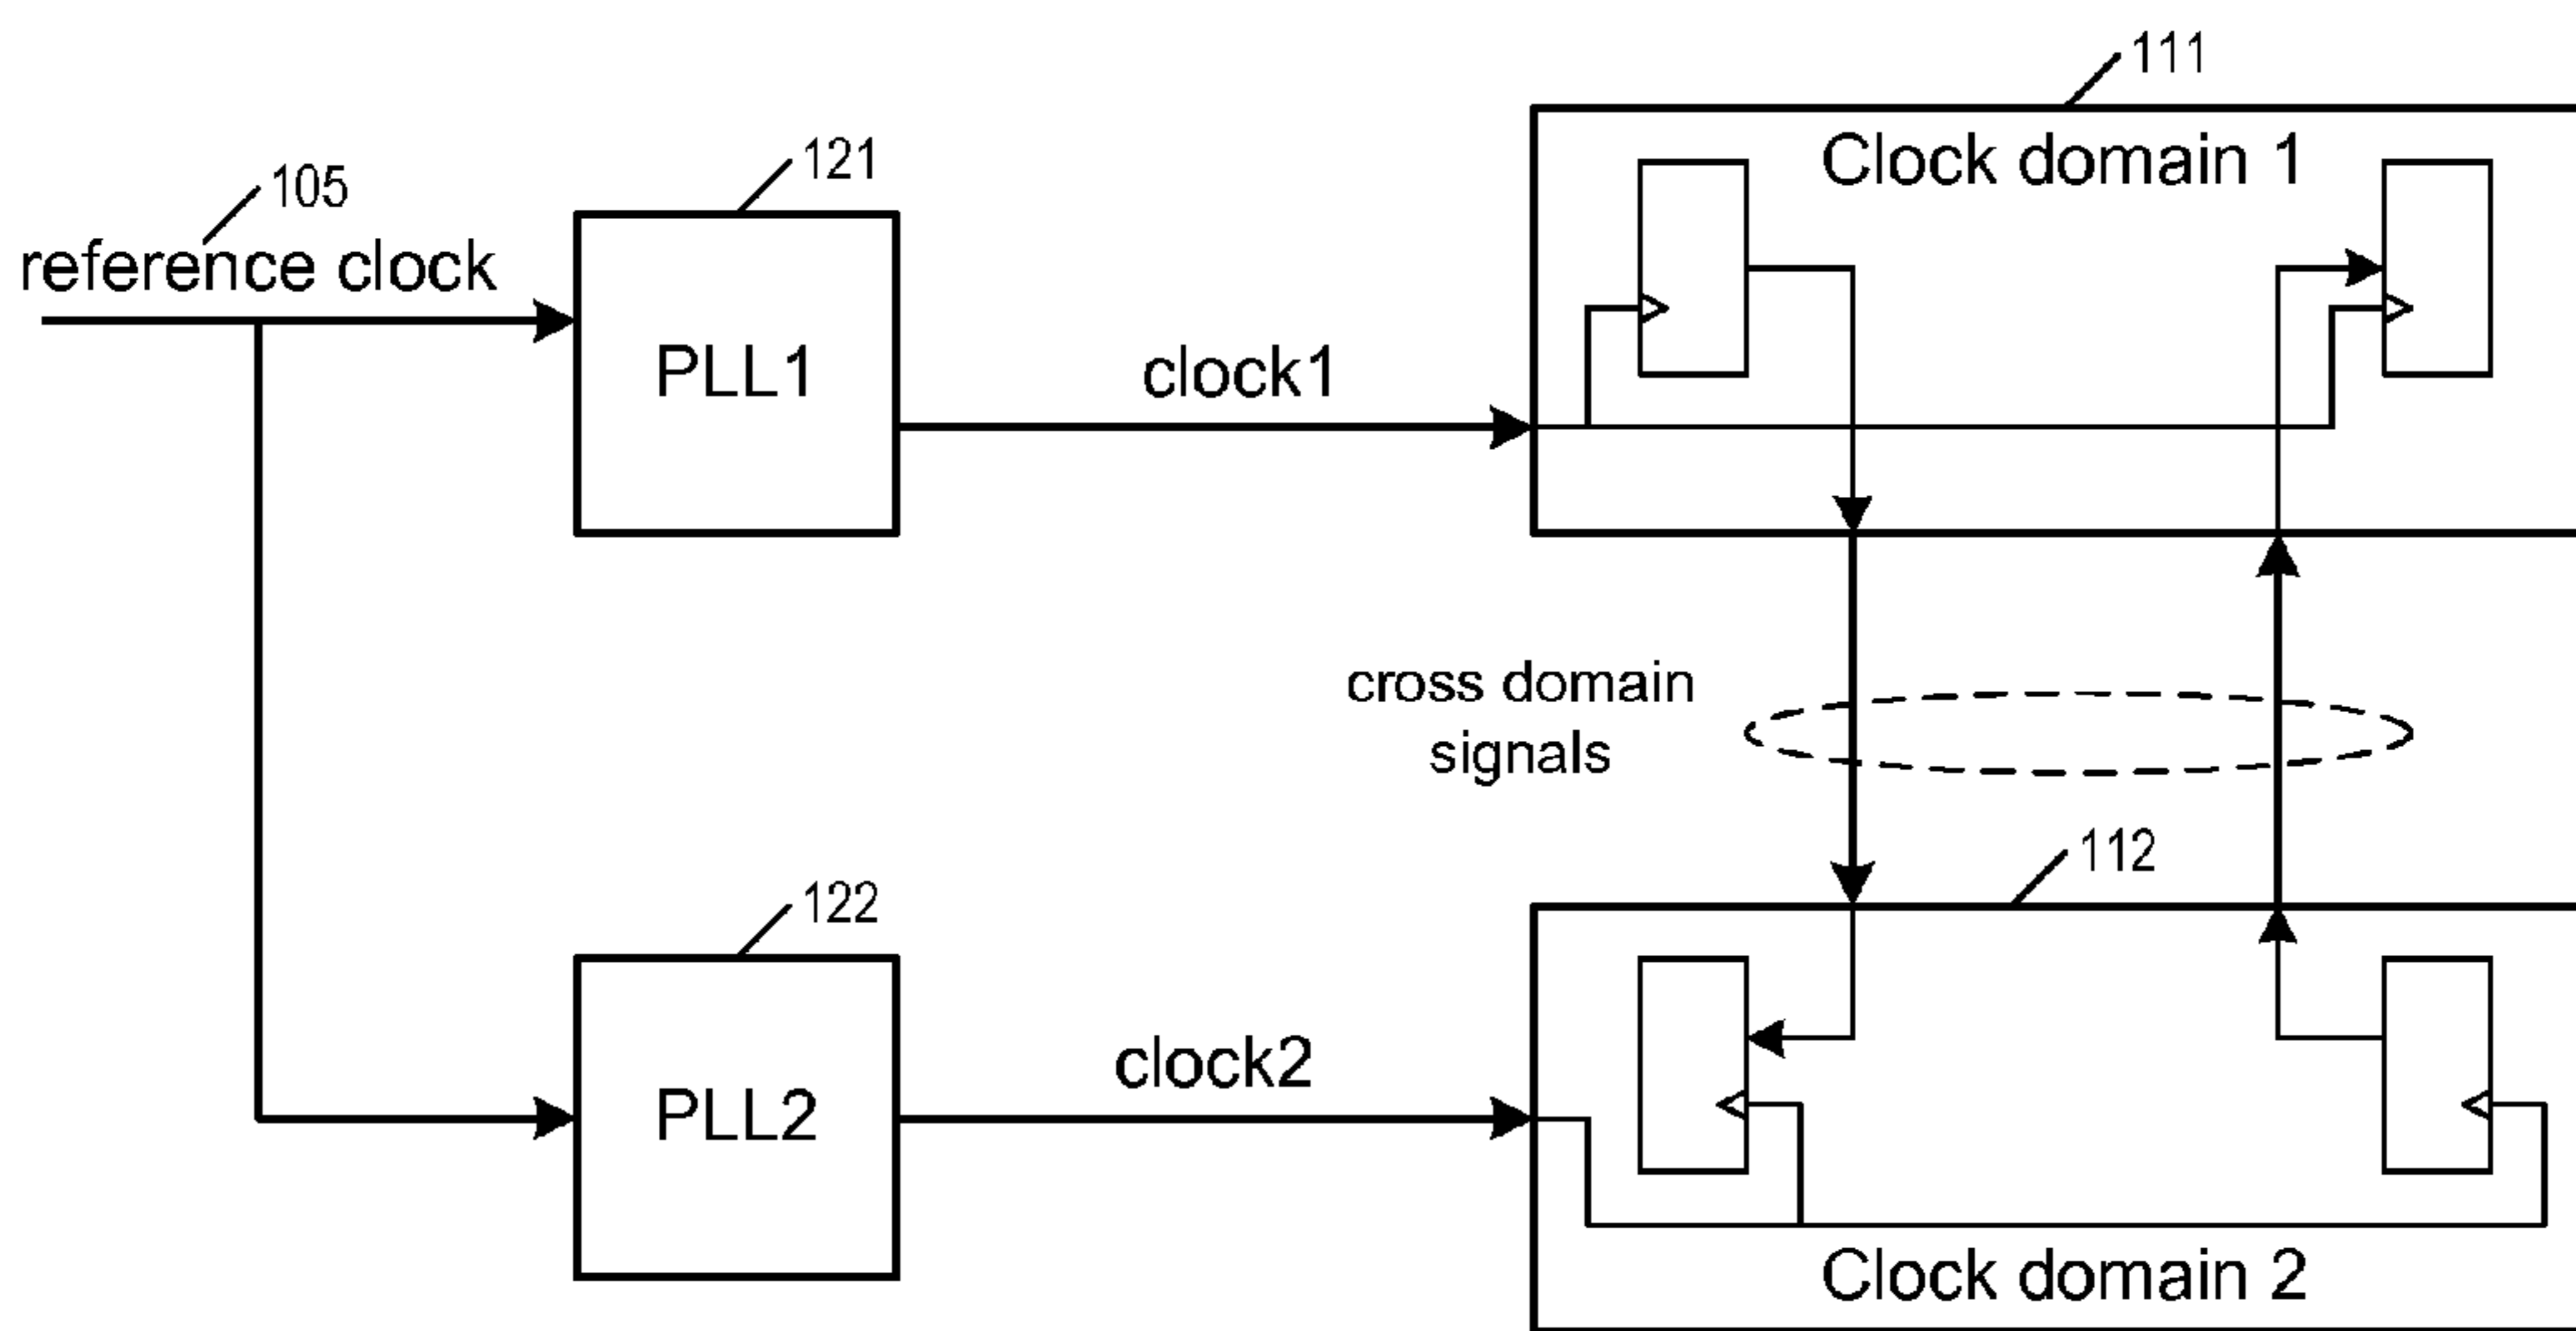 111
Clock domain 1
121
105
reference clock
PLL1
clock1
cross domain
signals
112
122
clock2
PLL2
Clock domain 2